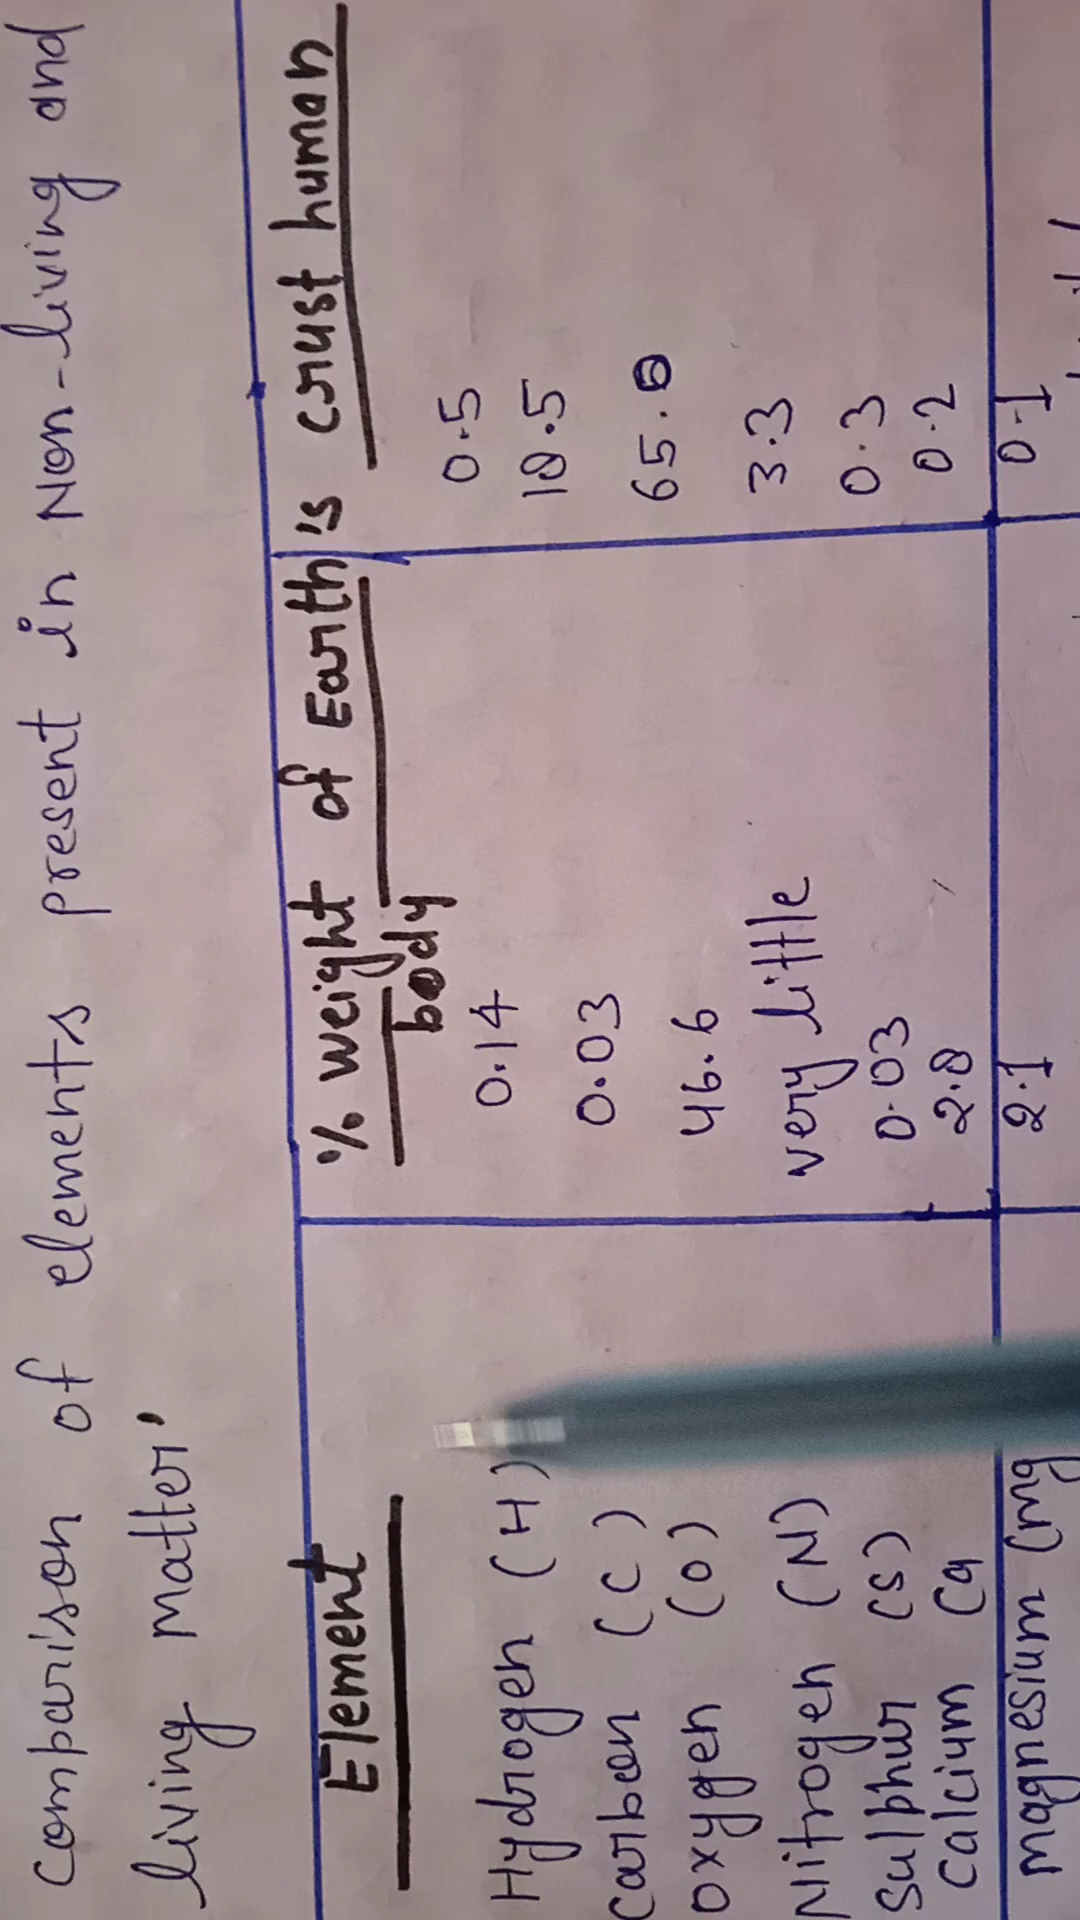 Comparison of elements present in Non-living and
living matter'
Element % weight of Earth's crust human
body
Hydrogen (H) 0.14 0.5
Carbon (C) 0.03 18.5
Oxygen (O) 46.6 65.0
Nitrogen (N) very little 3.3
Sulphur (S) 0.03 0.3
Calcium Ca 2.8 0.2
magnesium (mg 2.1 0.1